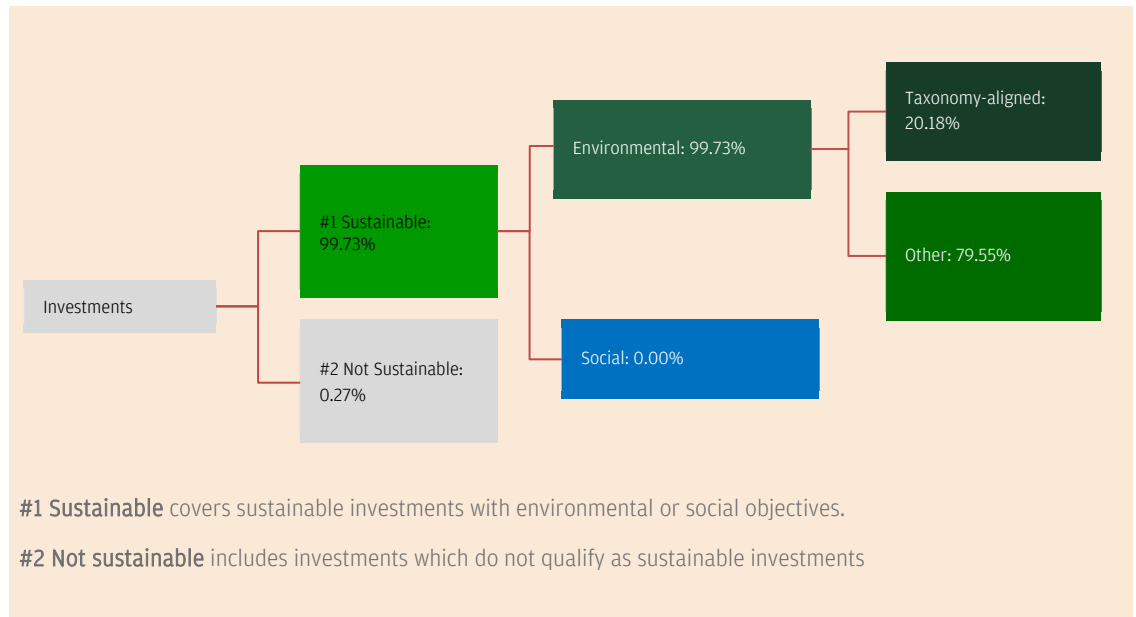 Taxonomy-aligned:
20.18%
Environmental: 99.73%
#1 Sustainable:
99.73%
Other: 79.55%
Investments
#2 Not Sustainable:
0.27%
Social: 0.00%
#1 Sustainable covers sustainable investments with environmental or social objectives.
#2 Not sustainable includes investments which do not qualify as sustainable investments